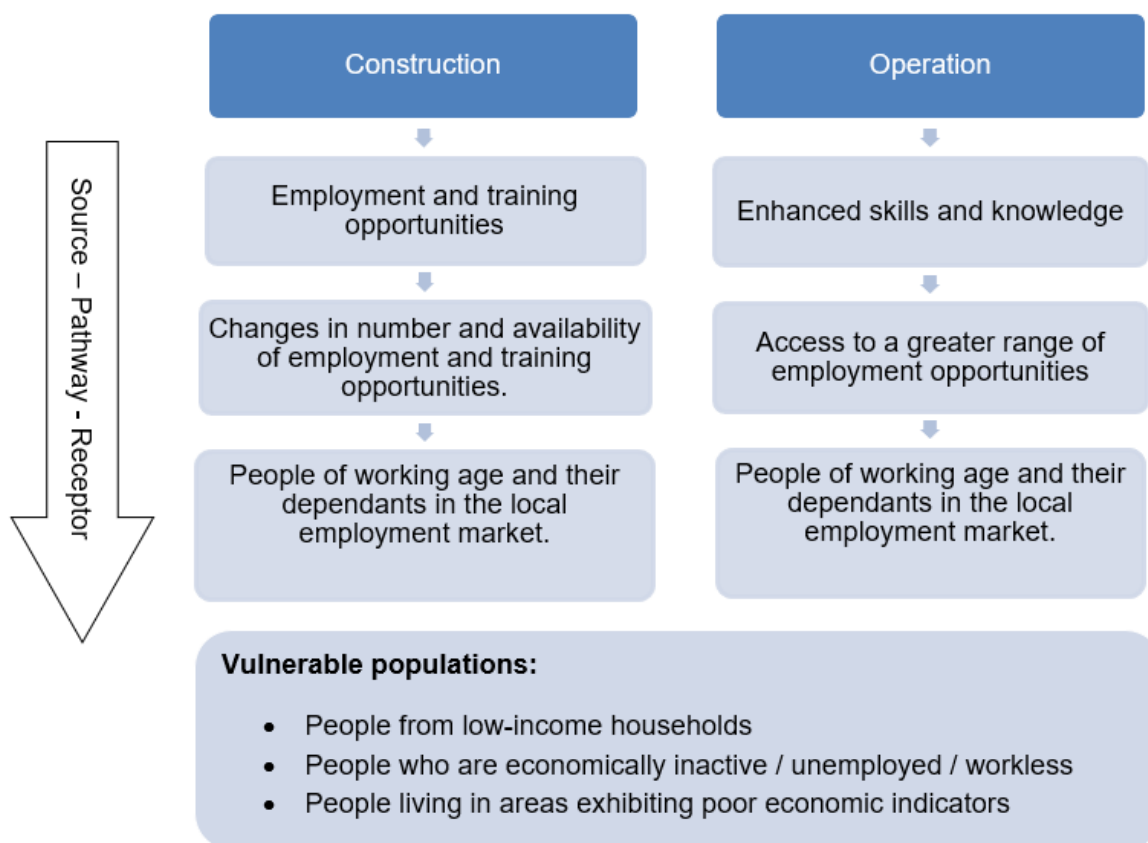 Construction
Operation
Source – Pathway - Receptor
Employment and training
opportunities
Enhanced skills and knowledge
Changes in number and availability
of employment and training
opportunities.
Access to a greater range of
employment opportunities
People of working age and their
dependants in the local
employment market.
People of working age and their
dependants in the local
employment market.
Vulnerable populations:
• People from low-income households
• People who are economically inactive / unemployed / workless
• People living in areas exhibiting poor economic indicators